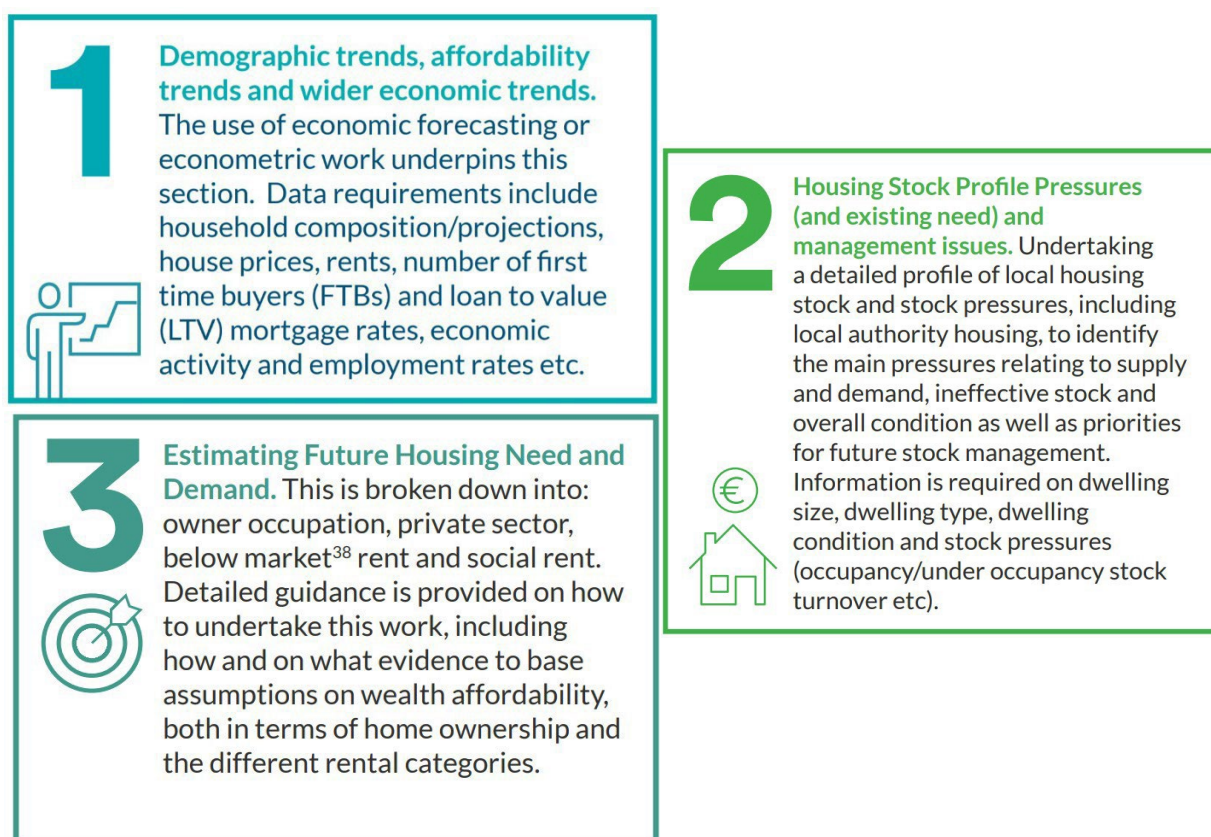 1
Demographic trends, affordability
trends and wider economic trends.
The use of economic forecasting or
econometric work underpins this
section.  Data requirements include
household composition/projections,
house prices, rents, number of first
time buyers (FTBs) and loan to value
(LTV) mortgage rates, economic
activity and employment rates etc.
2
Housing Stock Profile Pressures
(and existing need) and
management issues. Undertaking
a detailed profile of local housing
stock and stock pressures, including
local authority housing, to identify
the main pressures relating to supply
and demand, ineffective stock and
overall condition as well as priorities
for future stock management.
Information is required on dwelling
size, dwelling type, dwelling
condition and stock pressures
(occupancy/under occupancy stock
turnover etc).
€
3
Estimating Future Housing Need and
Demand. This is broken down into:
owner occupation, private sector,
below market³⁸ rent and social rent.
Detailed guidance is provided on how
to undertake this work, including
how and on what evidence to base
assumptions on wealth affordability,
both in terms of home ownership and
the different rental categories.